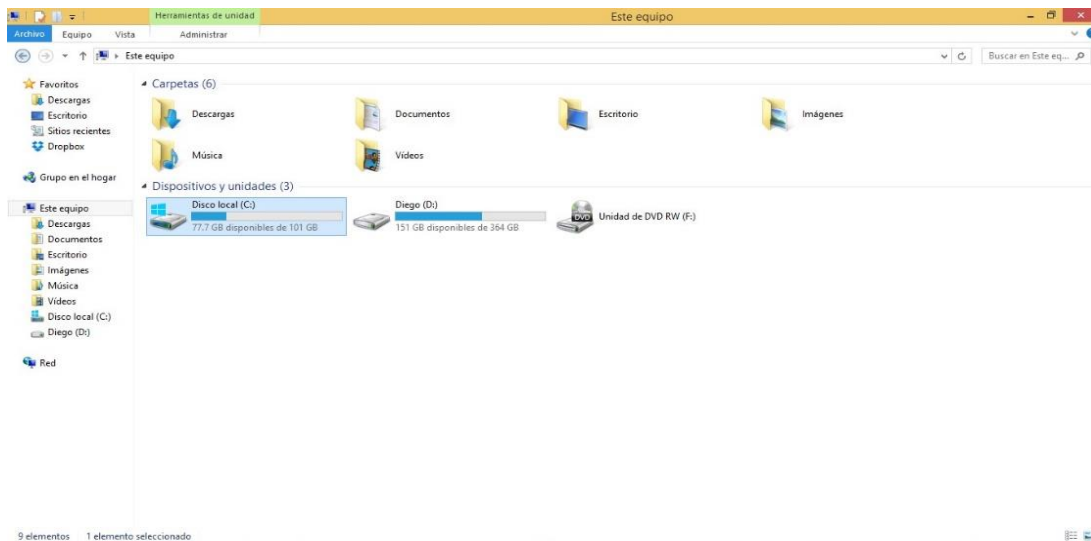 Herramientas de unidad
Este equipo
Archivo Equipo Vista Administrar
Este equipo
Buscar en Este eq...
Favoritos
Descargas
Escritorio
Sitios recientes
Dropbox
Grupo en el hogar
Este equipo
Descargas
Documentos
Escritorio
Imágenes
Música
Vídeos
Disco local (C:)
Diego (D:)
Red
Carpetas (6)
Descargas
Documentos
Escritorio
Imágenes
Música
Vídeos
Dispositivos y unidades (3)
Disco local (C:)
77.7 GB disponibles de 101 GB
Diego (D:)
151 GB disponibles de 364 GB
DVD
Unidad de DVD RW (F:)
9 elementos 1 elemento seleccionado